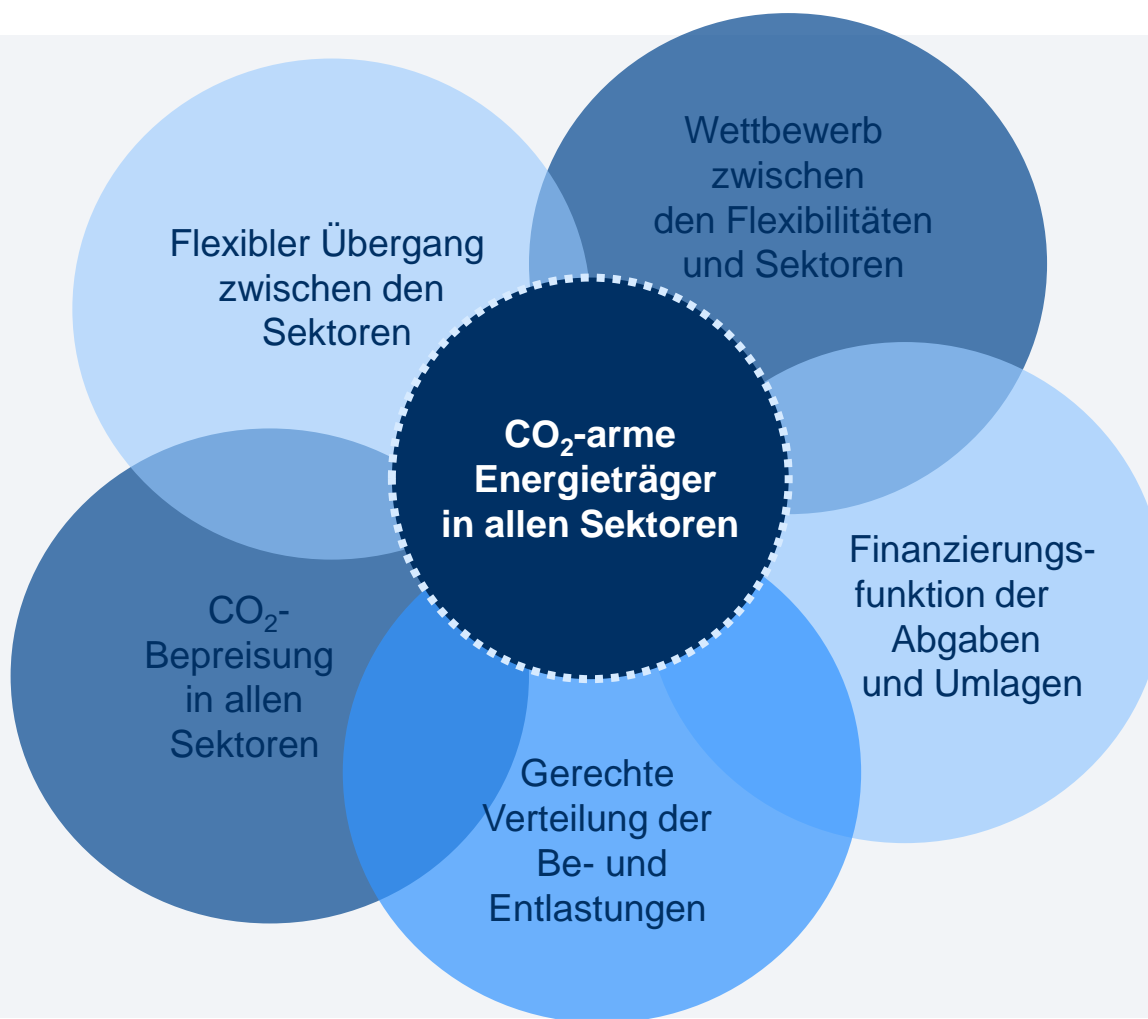 Wettbewerb
zwischen
den Flexibilitäten
und Sektoren
Flexibler Übergang
zwischen den
Sektoren
CO₂-arme
Energieträger
in allen Sektoren
Finanzierungs-
funktion der
Abgaben
und Umlagen
CO₂-
Bepreisung
in allen
Sektoren
Gerechte
Verteilung der
Be- und
Entlastungen